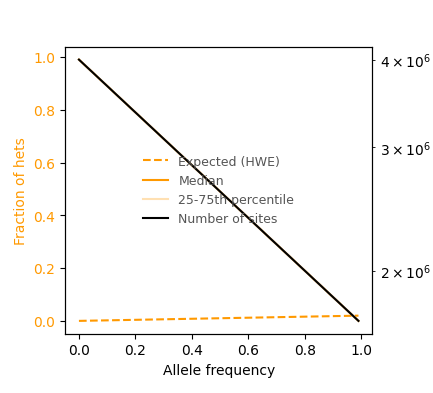 1.0
0.8
0.6
0.4
0.2
0.0
Fraction of hets
4 × 10⁶
3 × 10⁶
2 × 10⁶
Expected (HWE)
Median
25-75th percentile
Number of sites
0.0 0.2 0.4 0.6 0.8 1.0
Allele frequency